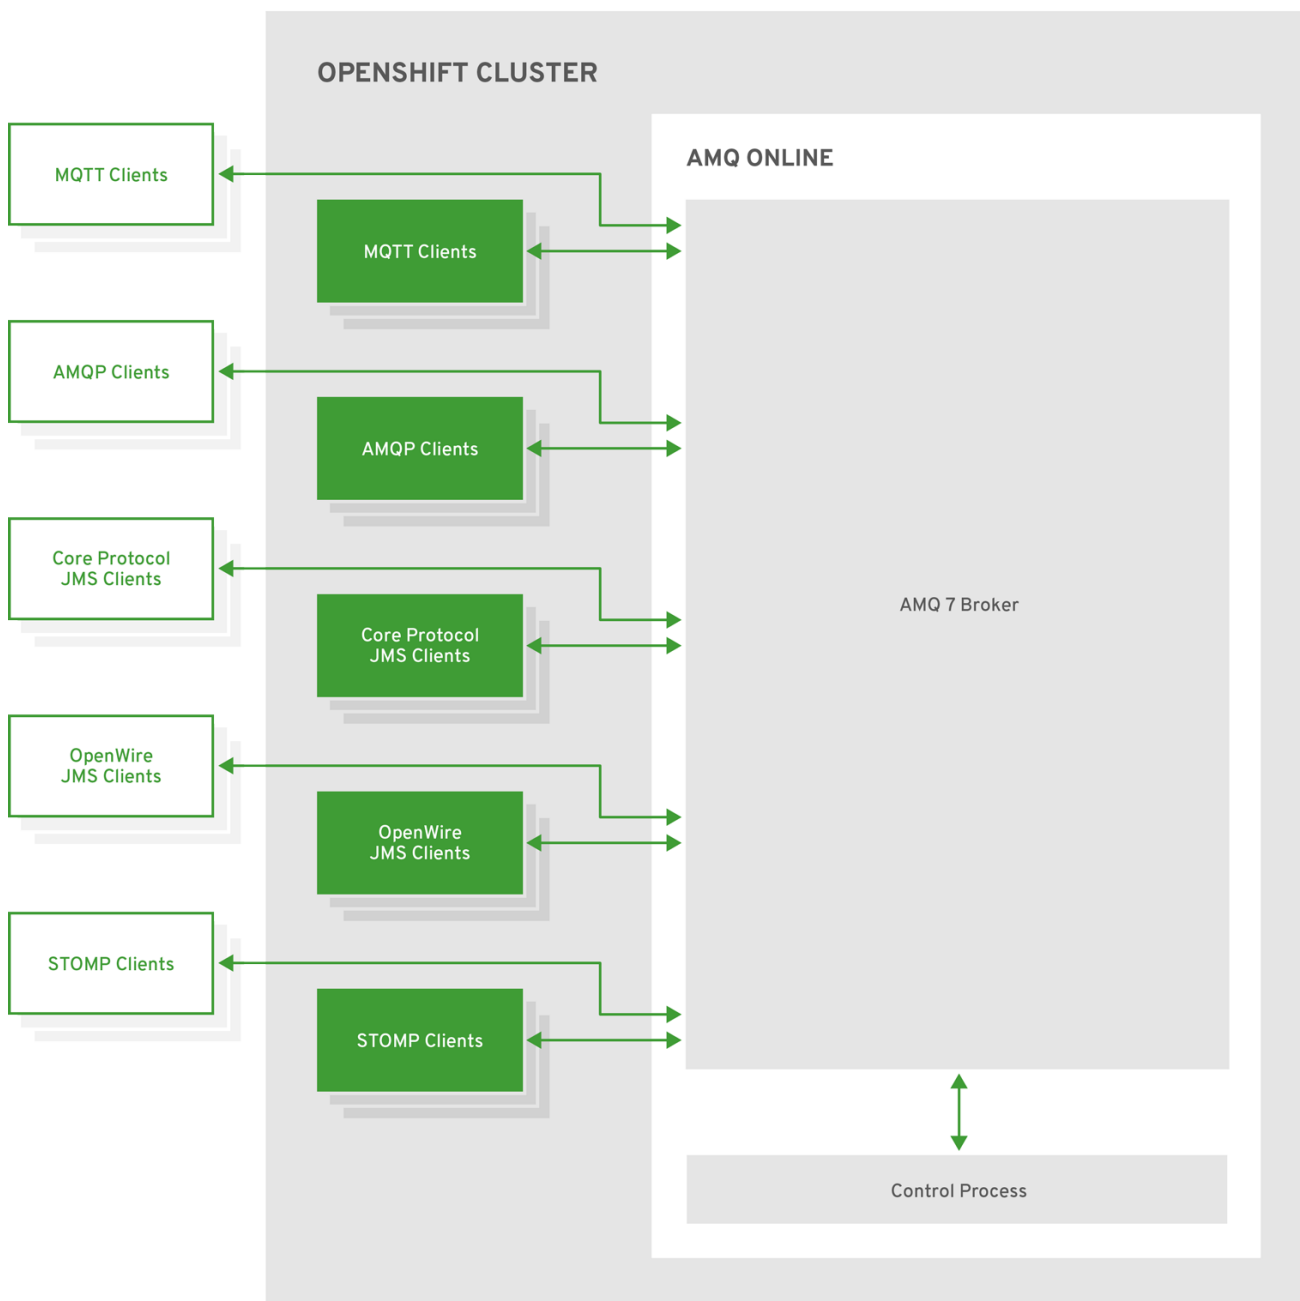 OPENSHIFT CLUSTER
AMQ ONLINE
MQTT Clients
MQTT Clients
AMQP Clients
AMQP Clients
Core Protocol
JMS Clients
Core Protocol
JMS Clients
AMQ 7 Broker
OpenWire
JMS Clients
OpenWire
JMS Clients
STOMP Clients
STOMP Clients
Control Process